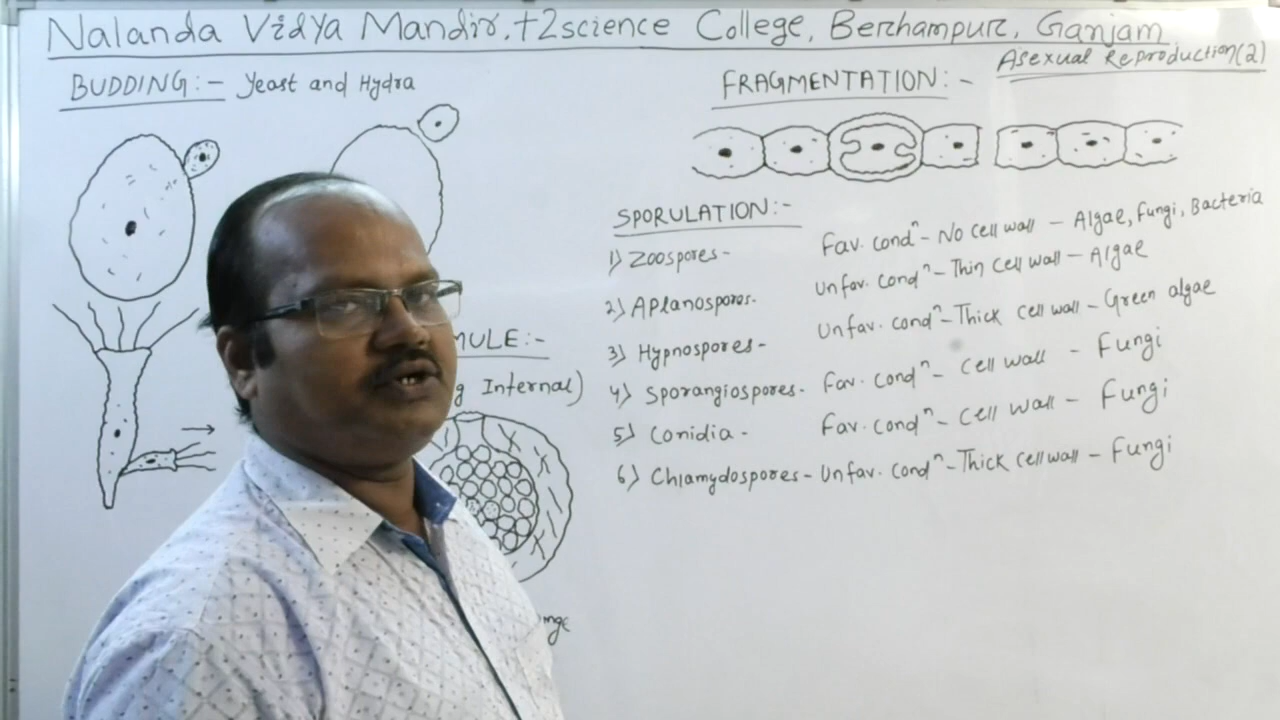 Nalanda Vidya Mandir, +2science College, Berhampur, Ganjam
Asexual Reproduction(2)
BUDDING:- Yeast and Hydra
MULE:-
g Internal)
nge
FRAGMENTATION:-
SPORULATION:-
1) Zoospores- Fav. condⁿ- No cell wall - Algae, Fungi, Bacteria
2) Aplanospores- Unfav. condⁿ- Thin cell wall - Algae
3) Hypnospores- Unfav. condⁿ- Thick cell wall - Green algae
4) Sporangiospores- Fav. condⁿ- cell wall - Fungi
5) Conidia- Fav. condⁿ- cell wall - Fungi
6) Chlamydospores- Unfav. condⁿ- Thick cell wall - Fungi